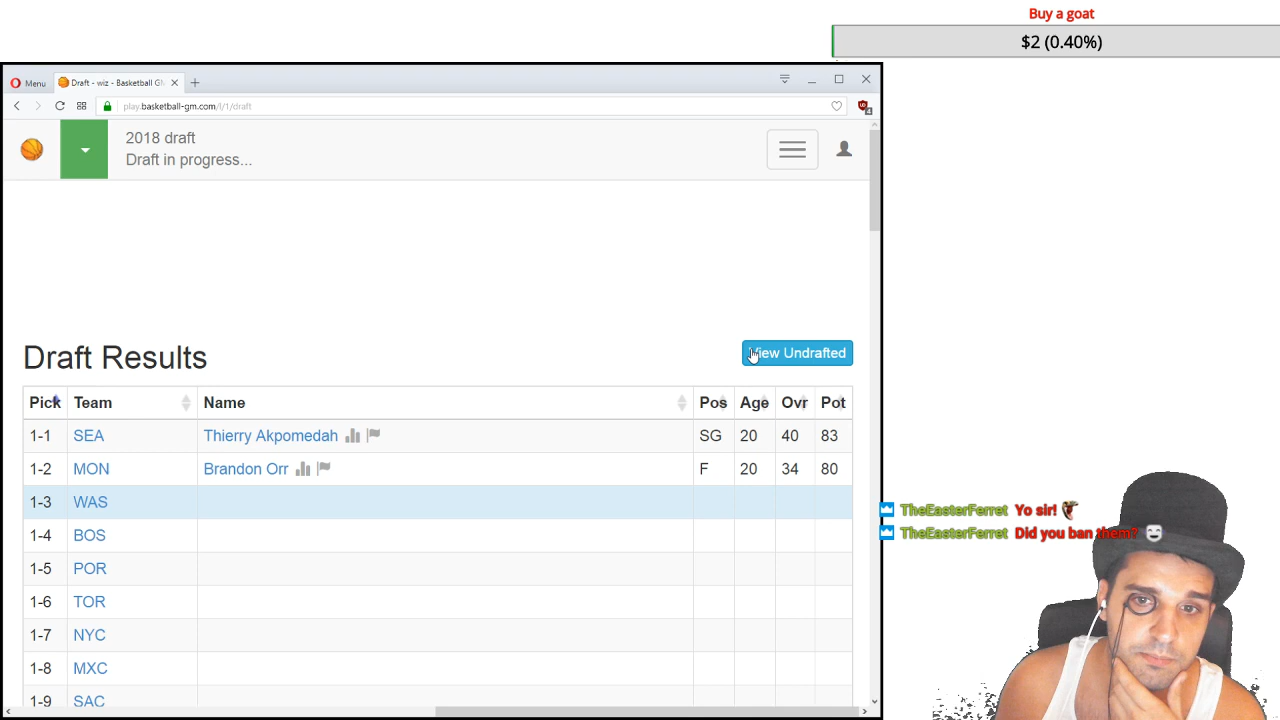 Buy a goat
$2 (0.40%)
Menu
Draft - wiz - Basketball G
play.basketball-gm.com/l/1/draft
2018 draft
Draft in progress...
Draft Results
View Undrafted
Pick Team Name Pos Age Ovr Pot
1-1 SEA Thierry Akpomedah SG 20 40 83
1-2 MON Brandon Orr F 20 34 80
1-3 WAS
1-4 BOS
1-5 POR
1-6 TOR
1-7 NYC
1-8 MXC
1-9 SAC
TheEasterFerret Yo sir!
TheEasterFerret Did you ban them?